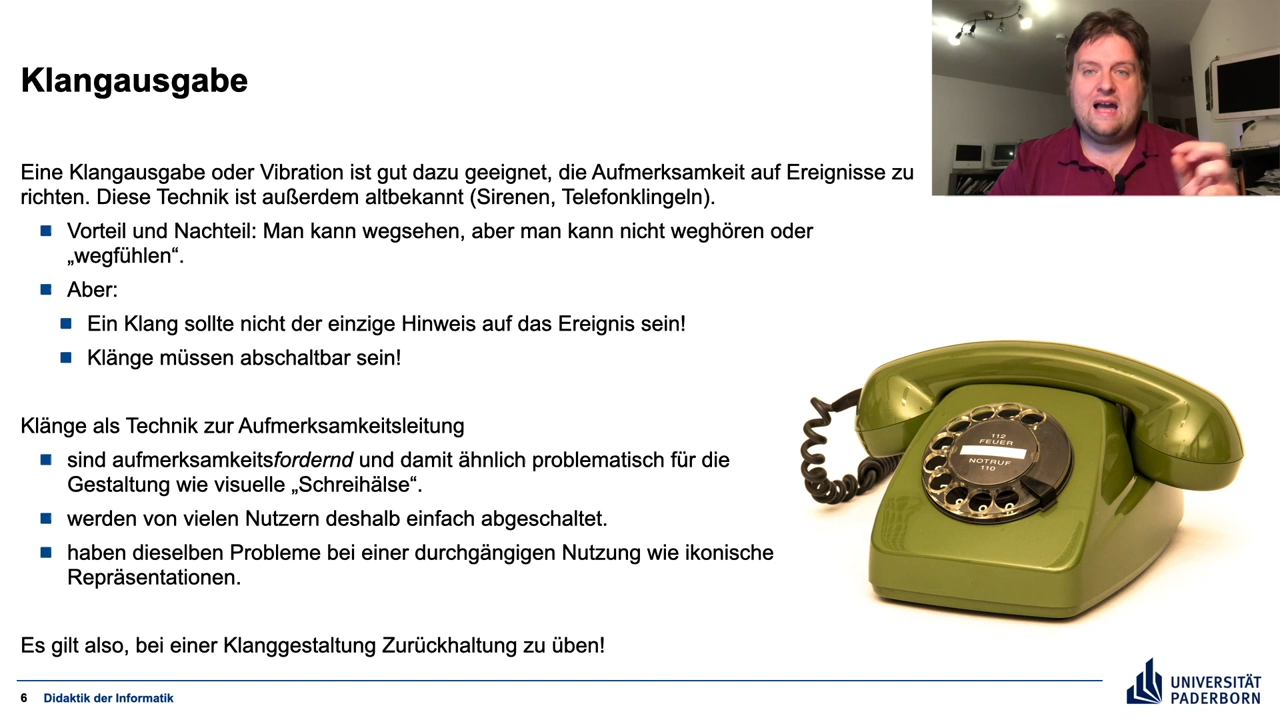 Klangausgabe
Eine Klangausgabe oder Vibration ist gut dazu geeignet, die Aufmerksamkeit auf Ereignisse zu
richten. Diese Technik ist außerdem altbekannt (Sirenen, Telefonklingeln).
Vorteil und Nachteil: Man kann wegsehen, aber man kann nicht weghören oder
„wegfühlen“.
Aber:
Ein Klang sollte nicht der einzige Hinweis auf das Ereignis sein!
Klänge müssen abschaltbar sein!
Klänge als Technik zur Aufmerksamkeitsleitung
sind aufmerksamkeitsfordernd und damit ähnlich problematisch für die
Gestaltung wie visuelle „Schreihälse“.
werden von vielen Nutzern deshalb einfach abgeschaltet.
haben dieselben Probleme bei einer durchgängigen Nutzung wie ikonische
Repräsentationen.
Es gilt also, bei einer Klanggestaltung Zurückhaltung zu üben!
112
FEUER
NOTRUF
110
6 Didaktik der Informatik
UNIVERSITÄT
PADERBORN